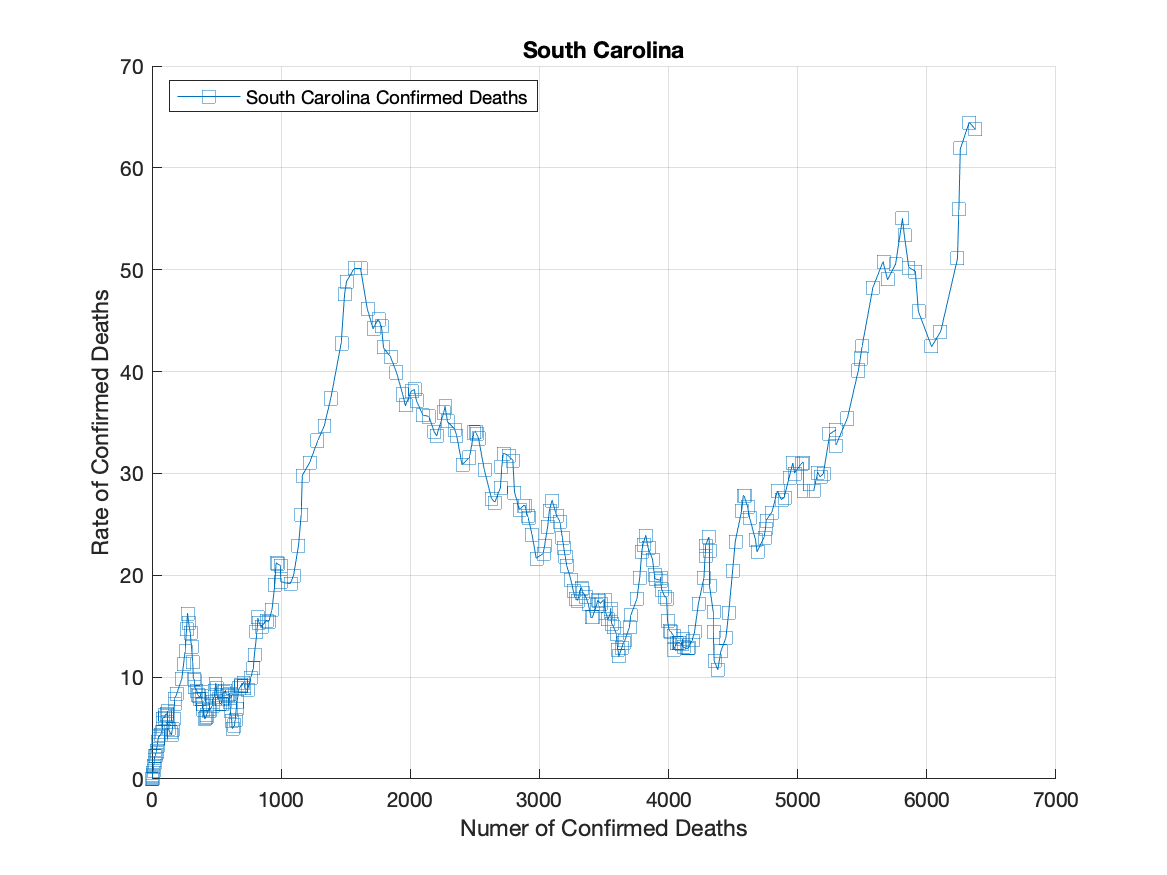 South Carolina
70
South Carolina Confirmed Deaths
60
50
40
30
20
10
0
Rate of Confirmed Deaths
0 1000 2000 3000 4000 5000 6000 7000
Numer of Confirmed Deaths